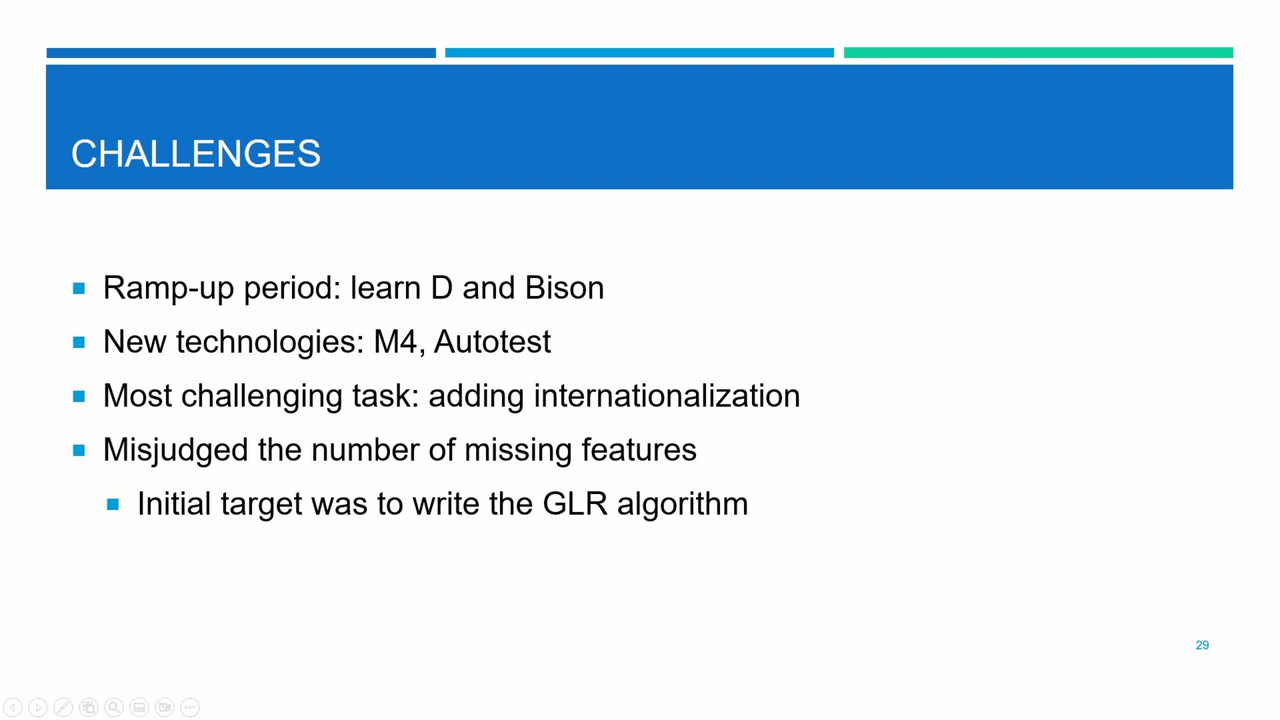 CHALLENGES
Ramp-up period: learn D and Bison
New technologies: M4, Autotest
Most challenging task: adding internationalization
Misjudged the number of missing features
Initial target was to write the GLR algorithm
29